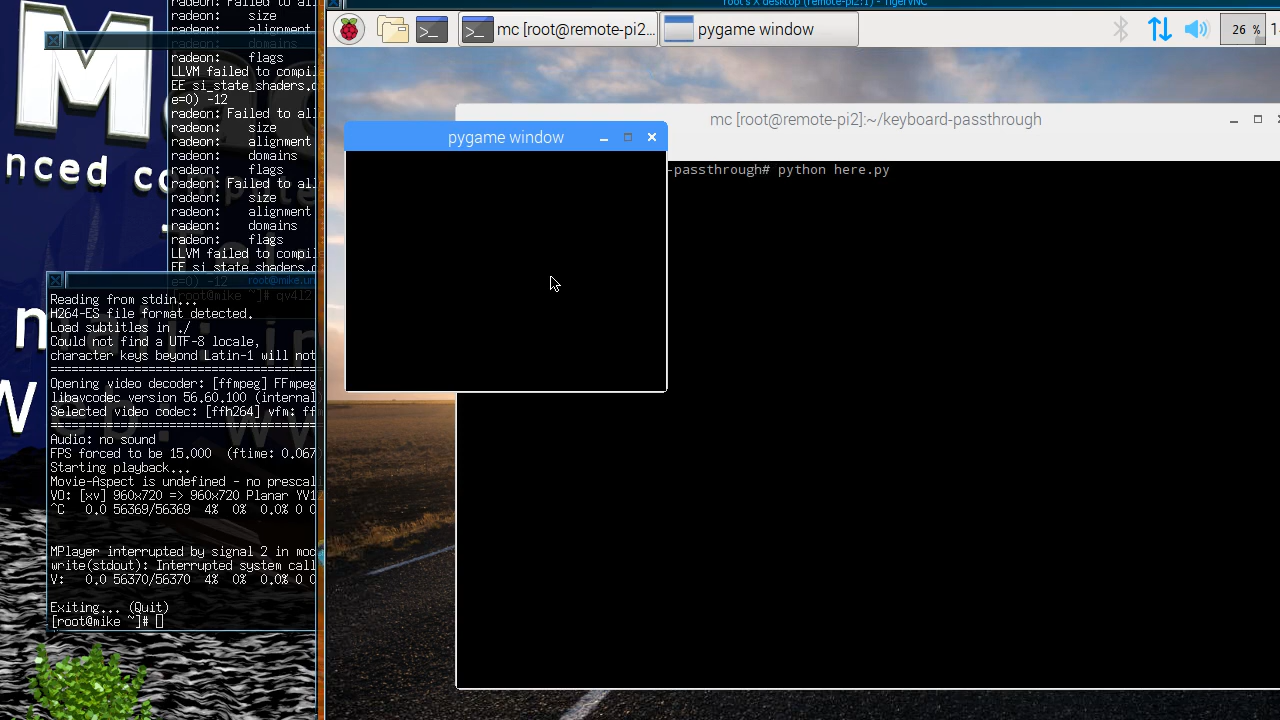 root's X desktop (remote-pi2:1) - TigerVNC
mc [root@remote-pi2...
pygame window
26 %
mc [root@remote-pi2]:~/keyboard-passthrough
pygame window
-passthrough# python here.py
radeon: Failed to all
radeon: size
radeon: alignment
radeon: domains
radeon: flags
LLVM failed to compil
EE si_state_shaders.c
e=0) -12
radeon: Failed to all
radeon: size
radeon: alignment
radeon: domains
radeon: flags
radeon: Failed to all
radeon: size
radeon: alignment
radeon: domains
radeon: flags
LLVM failed to compil
EE si_state_shaders.c
e=0) -12
[root@mike ~]# qv4l2
nced co
root@mike.un
Reading from stdin...
H264-ES file format detected.
Load subtitles in ./
Could not find a UTF-8 locale,
character keys beyond Latin-1 will not
Opening video decoder: [ffmpeg] FFmpeg
libavcodec version 56.60.100 (internal
Selected video codec: [ffh264] vfm: ff
Audio: no sound
FPS forced to be 15.000 (ftime: 0.067
Starting playback...
Movie-Aspect is undefined - no prescal
VO: [xv] 960x720 => 960x720 Planar YV1
^C 0.0 56369/56369 4% 0% 0.0% 0 0
MPlayer interrupted by signal 2 in mod
write(stdout): Interrupted system call
V: 0.0 56370/56370 4% 0% 0.0% 0 0
Exiting... (Quit)
[root@mike ~]#